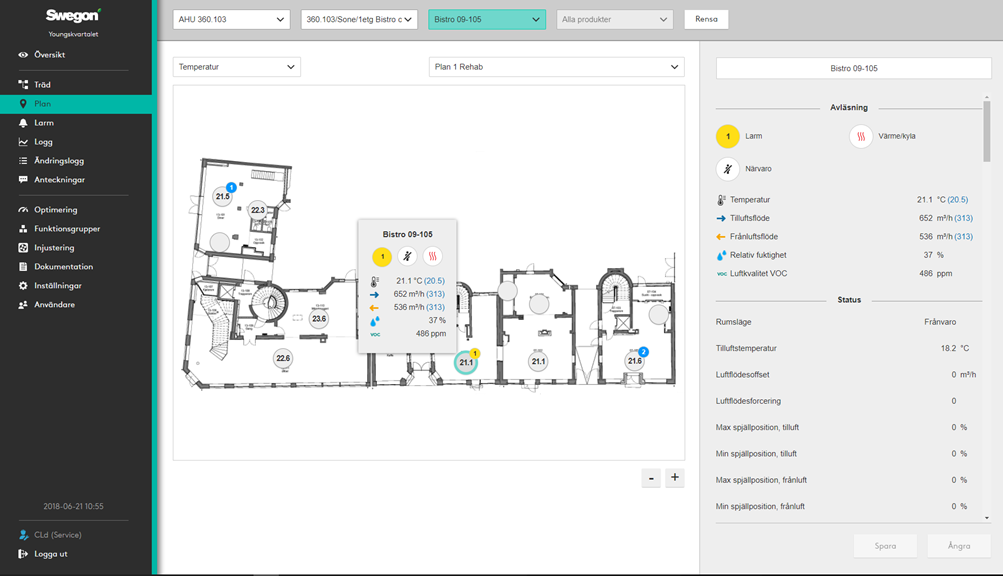 Swegon
Youngskvartalet
Översikt
Träd
Plan
Larm
Logg
Ändringslogg
Anteckningar
Optimering
Funktionsgrupper
Injustering
Dokumentation
Inställningar
Användare
2018-06-21 10:55
CLd (Service)
Logga ut
AHU 360.103
360.103/Sone/1etg Bistro c
Bistro 09-105
Alla produkter
Rensa
Temperatur
Plan 1 Rehab
21.5
1
22.3
23.6
22.6
Bistro 09-105
1
21.1 °C (20.5)
652 m³/h (313)
536 m³/h (313)
37 %
VOC 486 ppm
21.1
1
21.1
21.6
2
-
+
Bistro 09-105
Avläsning
1 Larm
Värme/kyla
Närvaro
Temperatur 21.1 °C (20.5)
Tilluftsflöde 652 m³/h (313)
Frånluftsflöde 536 m³/h (313)
Relativ fuktighet 37 %
VOC Luftkvalitet VOC 486 ppm
Status
Rumsläge Frånvaro
Tilluftstemperatur 18.2 °C
Luftflödesoffset 0 m³/h
Luftflödesforcering 0
Max spjällposition, tilluft 0 %
Min spjällposition, tilluft 0 %
Max spjällposition, frånluft 0 %
Min spjällposition, frånluft 0 %
Spara
Ångra